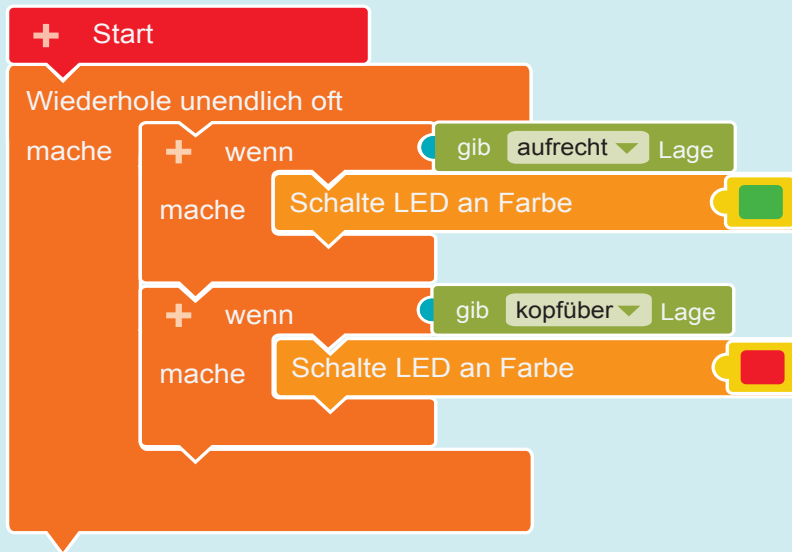 Start
Wiederhole unendlich oft
mache wenn gib aufrecht Lage
mache Schalte LED an Farbe
wenn gib kopfüber Lage
mache Schalte LED an Farbe